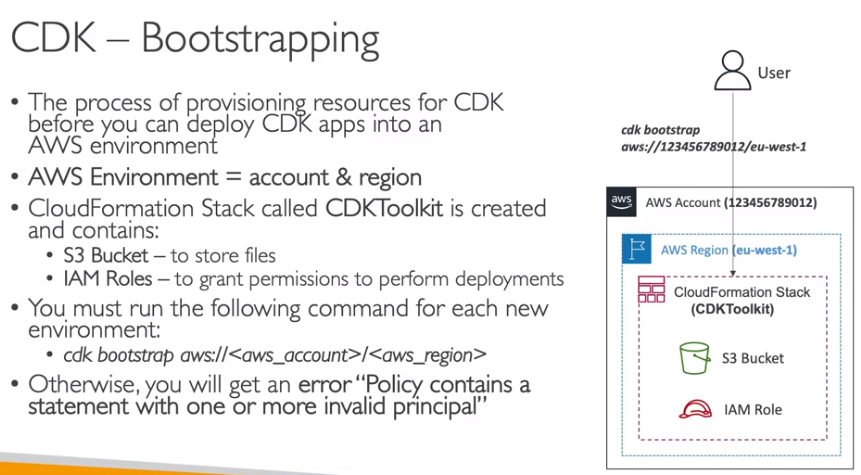 CDK – Bootstrapping
• The process of provisioning resources for CDK
before you can deploy CDK apps into an
AWS environment
• AWS Environment = account & region
• CloudFormation Stack called CDKToolkit is created
and contains:
• S3 Bucket – to store files
• IAM Roles – to grant permissions to perform deployments
• You must run the following command for each new
environment:
• cdk bootstrap aws://<aws_account>/<aws_region>
• Otherwise, you will get an error “Policy contains a
statement with one or more invalid principal”
User
cdk bootstrap
aws://123456789012/eu-west-1
aws
AWS Account (123456789012)
AWS Region (eu-west-1)
CloudFormation Stack
(CDKToolkit)
S3 Bucket
IAM Role